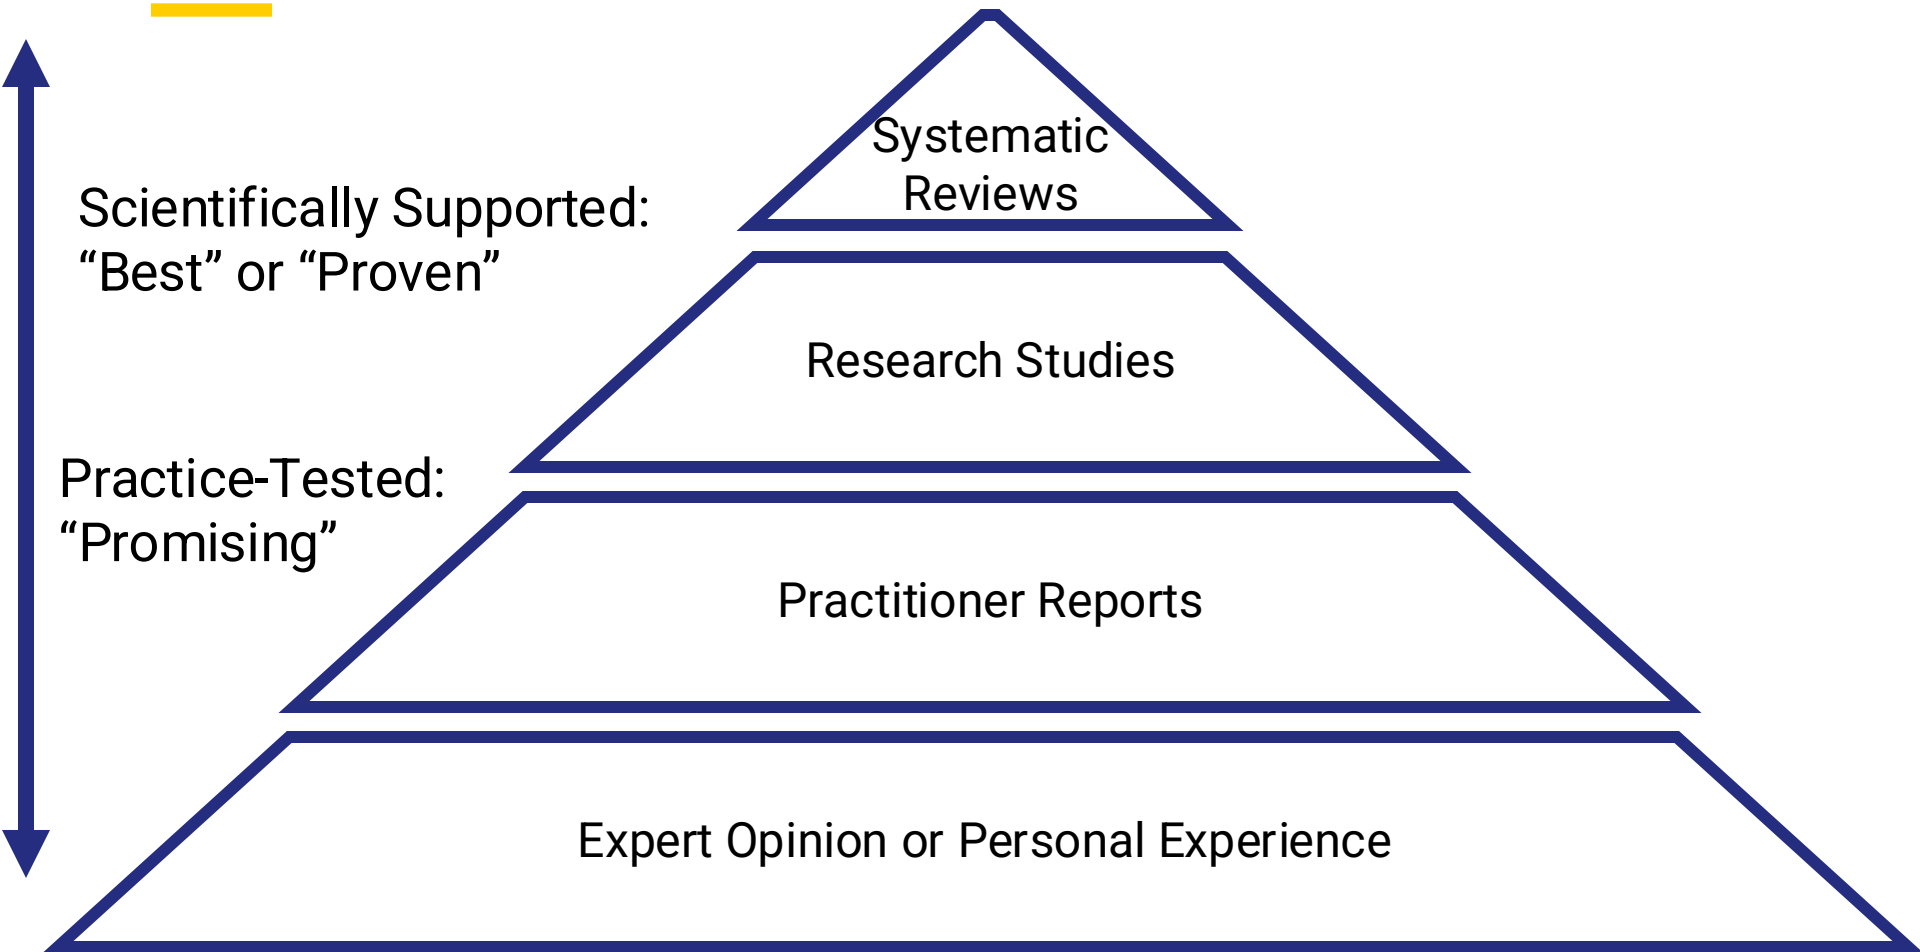 Systematic
Reviews
Scientifically Supported:
“Best” or “Proven”
Research Studies
Practice-Tested:
“Promising”
Practitioner Reports
Expert Opinion or Personal Experience